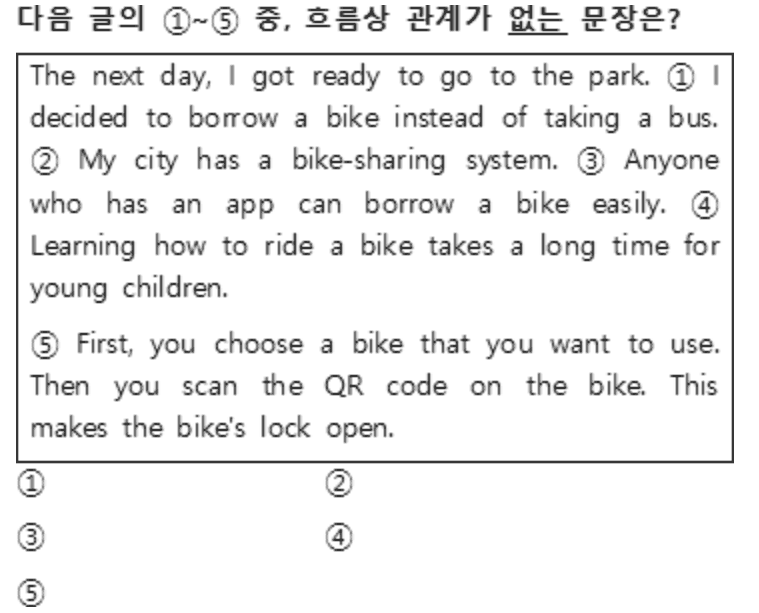 다음 글의 ①~⑤ 중, 흐름상 관계가 없는 문장은?
The next day, I got ready to go to the park. ① I
decided to borrow a bike instead of taking a bus.
② My city has a bike-sharing system. ③ Anyone
who has an app can borrow a bike easily. ④
Learning how to ride a bike takes a long time for
young children.
⑤ First, you choose a bike that you want to use.
Then you scan the QR code on the bike. This
makes the bike's lock open.
① ②
③ ④
⑤